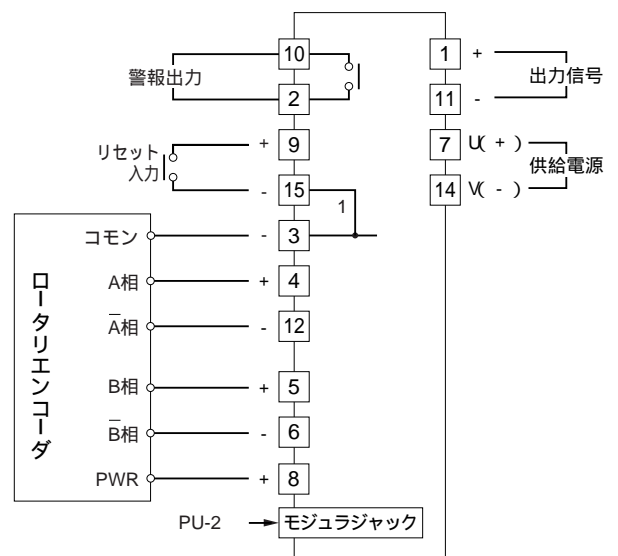 10
1
+
警報出力
出力信号
2
11
-
リセット
入力
+
9
7
U( + )
供給電源
-
15
14
V( - )
1
コモン
-
3
ロータリエンコーダ
A相
+
4
A̅相
-
12
B相
+
5
B̅相
-
6
PWR
+
8
PU-2
モジュラジャック